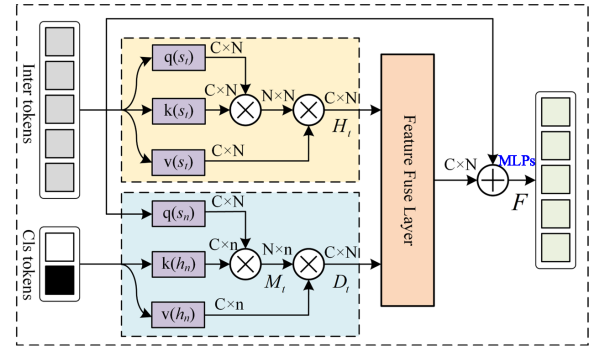 Inter tokens
q(s_t)
C×N
k(s_t)
C×N
N×N
C×N
H_t
v(s_t)
C×N
Feature Fuse Layer
C×N
MLPs
F
Cls tokens
q(s_n)
C×N
k(h_n)
C×n
N×n
M_t
C×N
D_t
v(h_n)
C×n